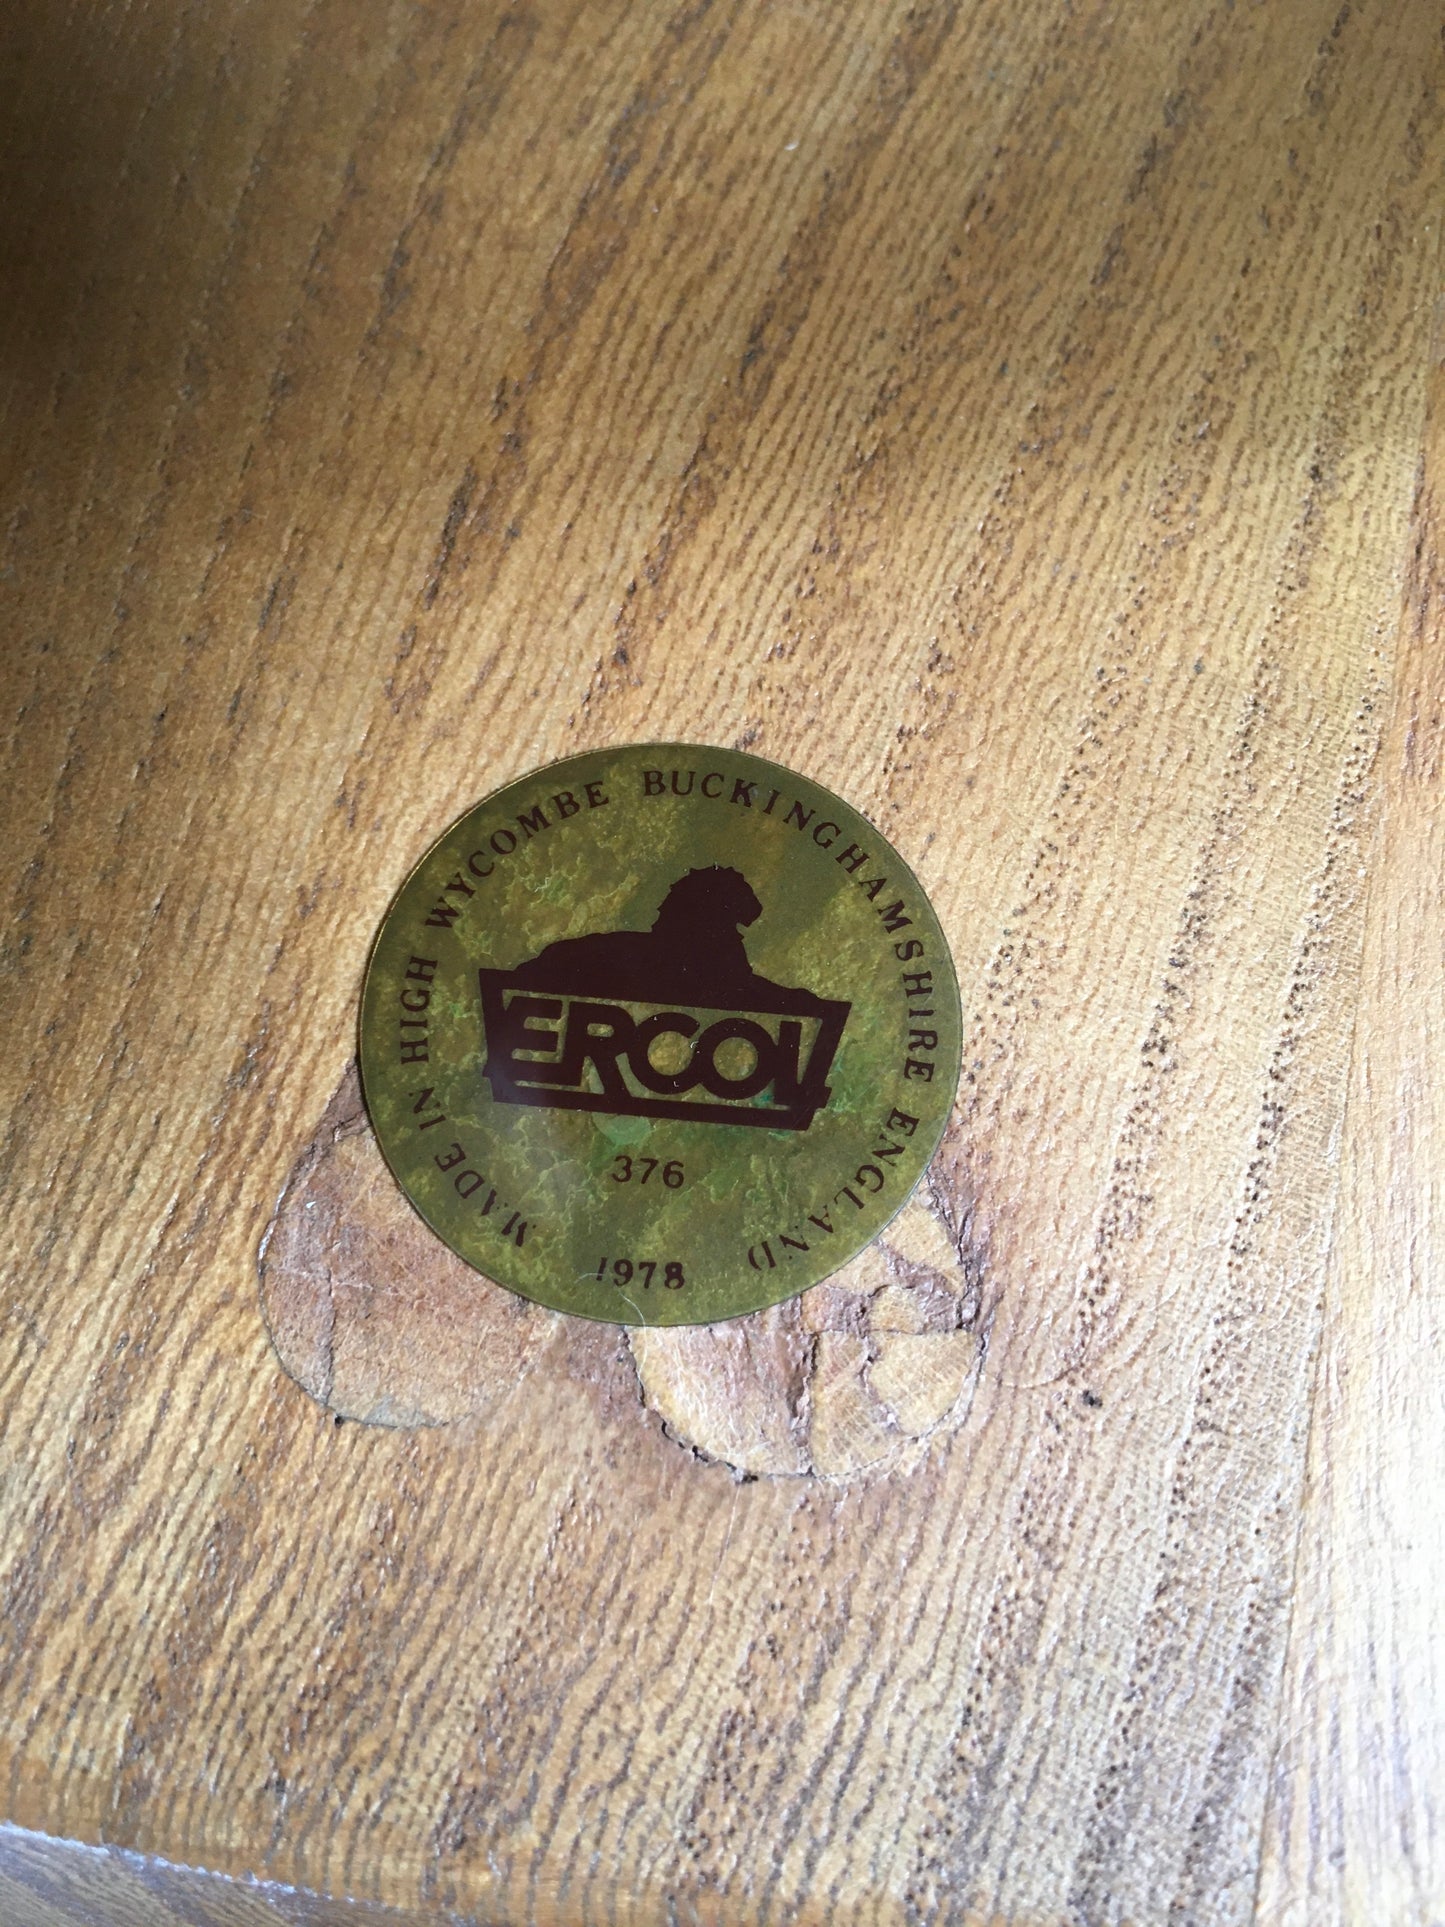 MADE IN HIGH WYCOMBE BUCKINGHAMSHIRE ENGLAND
ERCOL
376
1978